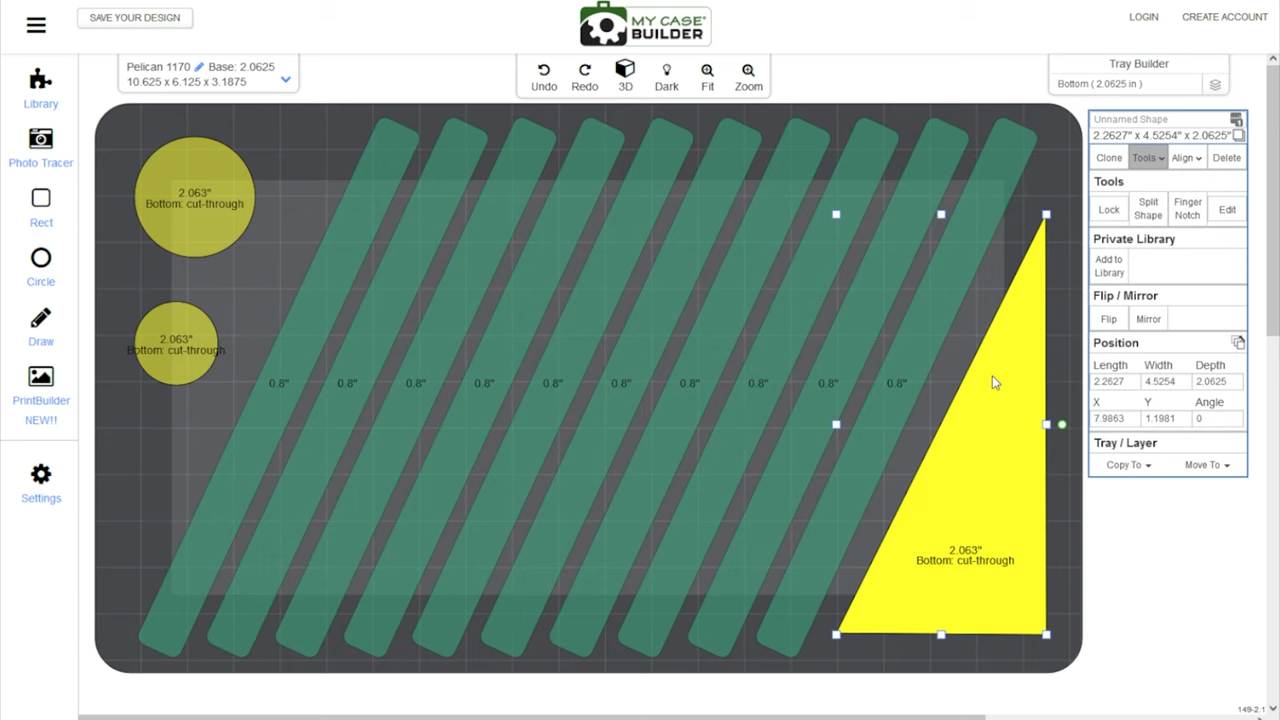 SAVE YOUR DESIGN
MY CASE
BUILDER
LOGIN
CREATE ACCOUNT
Library
Photo Tracer
Rect
Circle
Draw
PrintBuilder
NEW!!
Settings
Pelican 1170 Base: 2.0625
10.625 x 6.125 x 3.1875
Undo
Redo
3D
Dark
Fit
Zoom
Tray Builder
Bottom ( 2.0625 in )
2.063"
Bottom: cut-through
2.063"
Bottom: cut-through
0.8"
0.8"
0.8"
0.8"
0.8"
0.8"
0.8"
0.8"
0.8"
0.8"
2.063"
Bottom: cut-through
Unnamed Shape
2.2627" x 4.5254" x 2.0625"
Clone
Tools
Align
Delete
Tools
Lock
Split
Shape
Finger
Notch
Edit
Private Library
Add to
Library
Flip / Mirror
Flip
Mirror
Position
Length
Width
Depth
2.2627
4.5254
2.0625
X
Y
Angle
7.9863
1.1981
0
Tray / Layer
Copy To
Move To
149-2.1